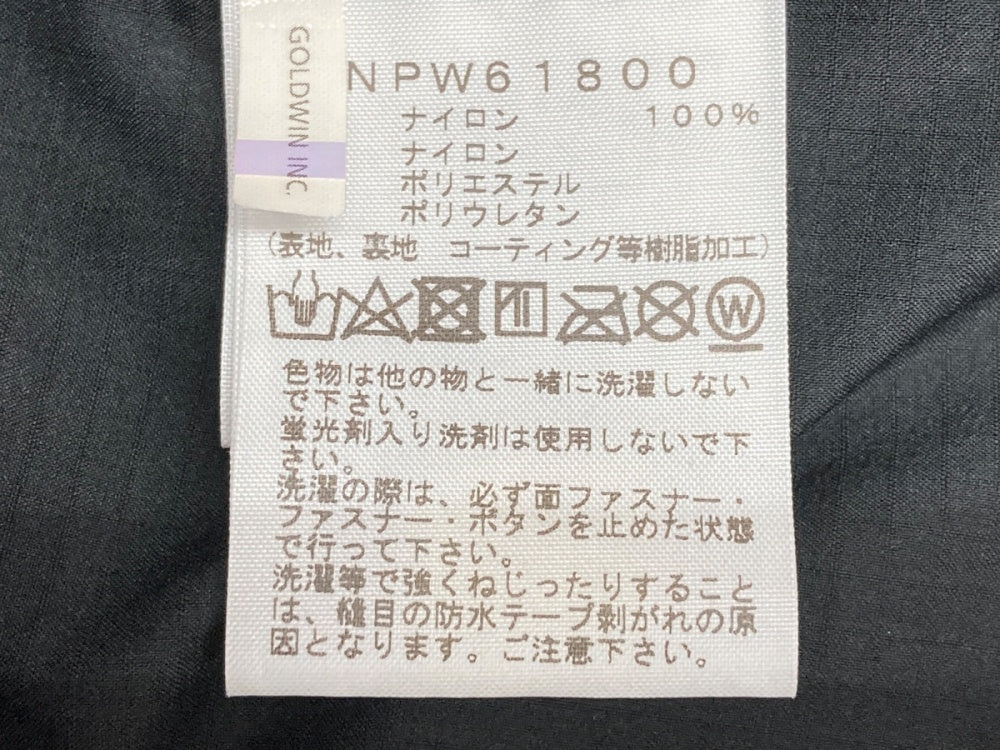 GOLDWIN INC.
NPW61800
ナイロン 100%
ナイロン
ポリエステル
ポリウレタン
(表地、裏地 コーティング等樹脂加工)
W
色物は他の物と一緒に洗濯しない
で下さい。
蛍光剤入り洗剤は使用しないで下
さい。
洗濯の際は、必ず面ファスナー・
ファスナー・ボタンを止めた状態
で行って下さい。
洗濯等で強くねじったりすること
は、縫目の防水テープ剥がれの原
因となります。ご注意下さい。